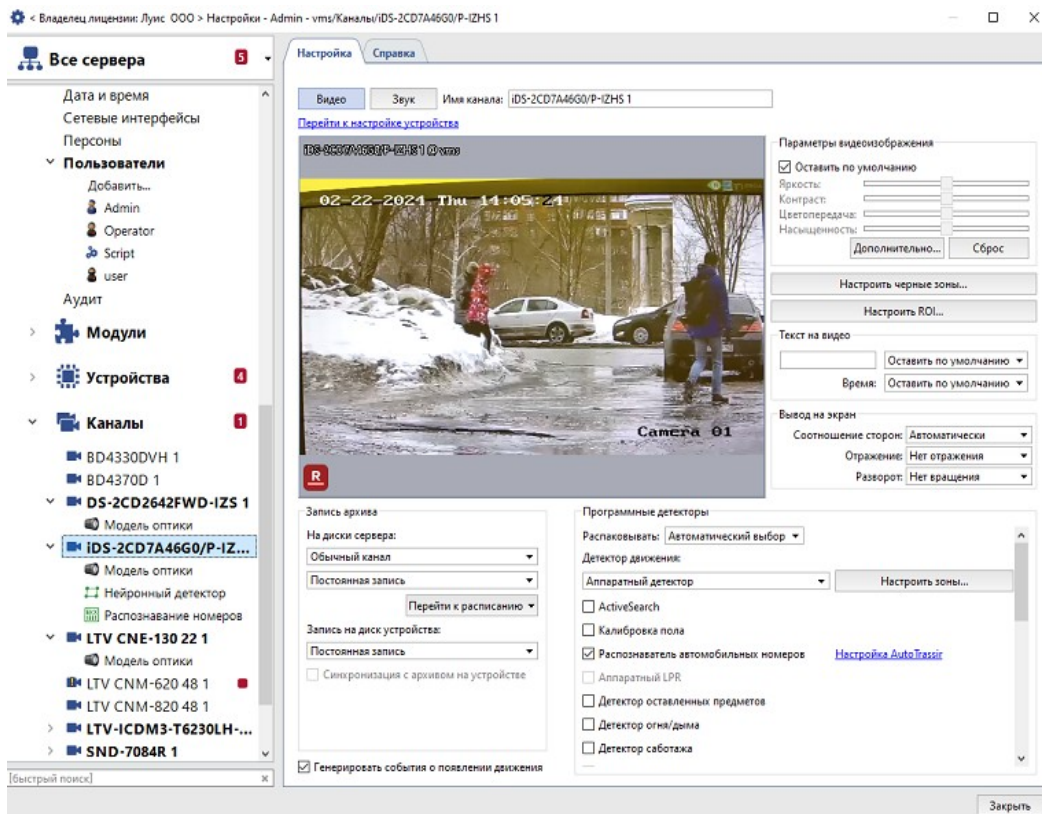 < Владелец лицензии: Луис ООО > Настройки - Admin - vms/Каналы/iDS-2CD7A46G0/P-IZHS 1
Все сервера 5
Дата и время
Сетевые интерфейсы
Персоны
Пользователи
Добавить...
Admin
Operator
Script
user
Аудит
Модули
Устройства 4
Каналы 1
BD4330DVH 1
BD4370D 1
DS-2CD2642FWD-IZS 1
Модель оптики
iDS-2CD7A46G0/P-IZ...
Модель оптики
Нейронный детектор
Распознавание номеров
LTV CNE-130 22 1
Модель оптики
LTV CNM-620 48 1
LTV CNM-820 48 1
LTV-ICDM3-T6230LH-...
SND-7084R 1
[быстрый поиск]
Настройка Справка
Видео Звук Имя канала: iDS-2CD7A46G0/P-IZHS 1
Перейти к настройке устройства
iDS-2CD7A46G0/P-IZHS 1 @ vms
02-22-2024 Thu 14:05:24
Camera 01
R
Параметры видеоизображения
Оставить по умолчанию
Яркость:
Контраст:
Цветопередача:
Насыщенность:
Дополнительно... Сброс
Настроить черные зоны...
Настроить ROI...
Текст на видео
Оставить по умолчанию
Время: Оставить по умолчанию
Вывод на экран
Соотношение сторон: Автоматически
Отражение: Нет отражения
Разворот: Нет вращения
Запись архива
На диски сервера:
Обычный канал
Постоянная запись
Перейти к расписанию
Запись на диск устройства:
Постоянная запись
Синхронизация с архивом на устройстве
Генерировать события о появлении движения
Программные детекторы
Распаковывать: Автоматический выбор
Детектор движения:
Аппаратный детектор Настроить зоны...
ActiveSearch
Калибровка пола
Распознаватель автомобильных номеров Настройка AutoTrassir
Аппаратный LPR
Детектор оставленных предметов
Детектор огня/дыма
Детектор саботажа
Закрыть